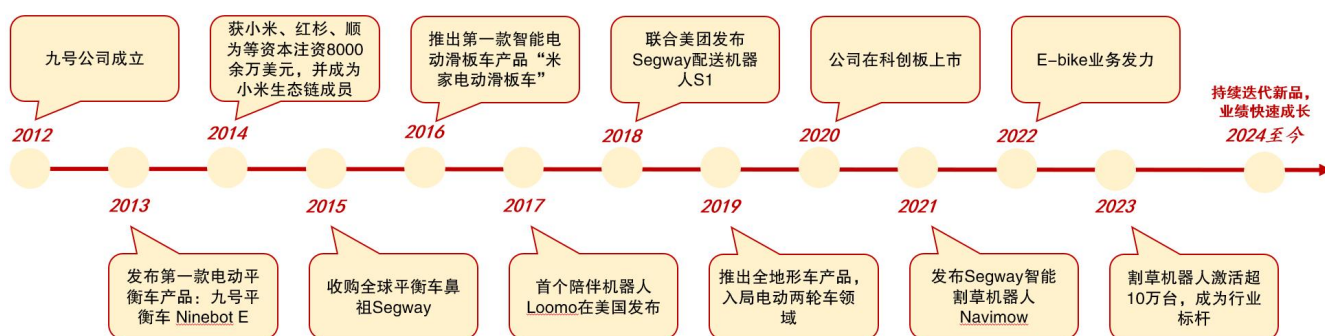 九号公司成立
获小米、红杉、顺
为等资本注资8000
余万美元，并成为
小米生态链成员
推出第一款智能电
动滑板车产品“米
家电动滑板车”
联合美团发布
Segway配送机器
人S1
公司在科创板上市
E-bike业务发力
持续迭代新品，
业绩快速成长
2012
2014
2016
2018
2020
2022
2024至今
2013
2015
2017
2019
2021
2023
发布第一款电动平
衡车产品：九号平
衡车 Ninebot E
收购全球平衡车鼻
祖Segway
首个陪伴机器人
Loomo在美国发布
推出全地形车产品，
入局电动两轮车领
域
发布Segway智能
割草机器人
Navimow
割草机器人激活超
10万台，成为行业
标杆